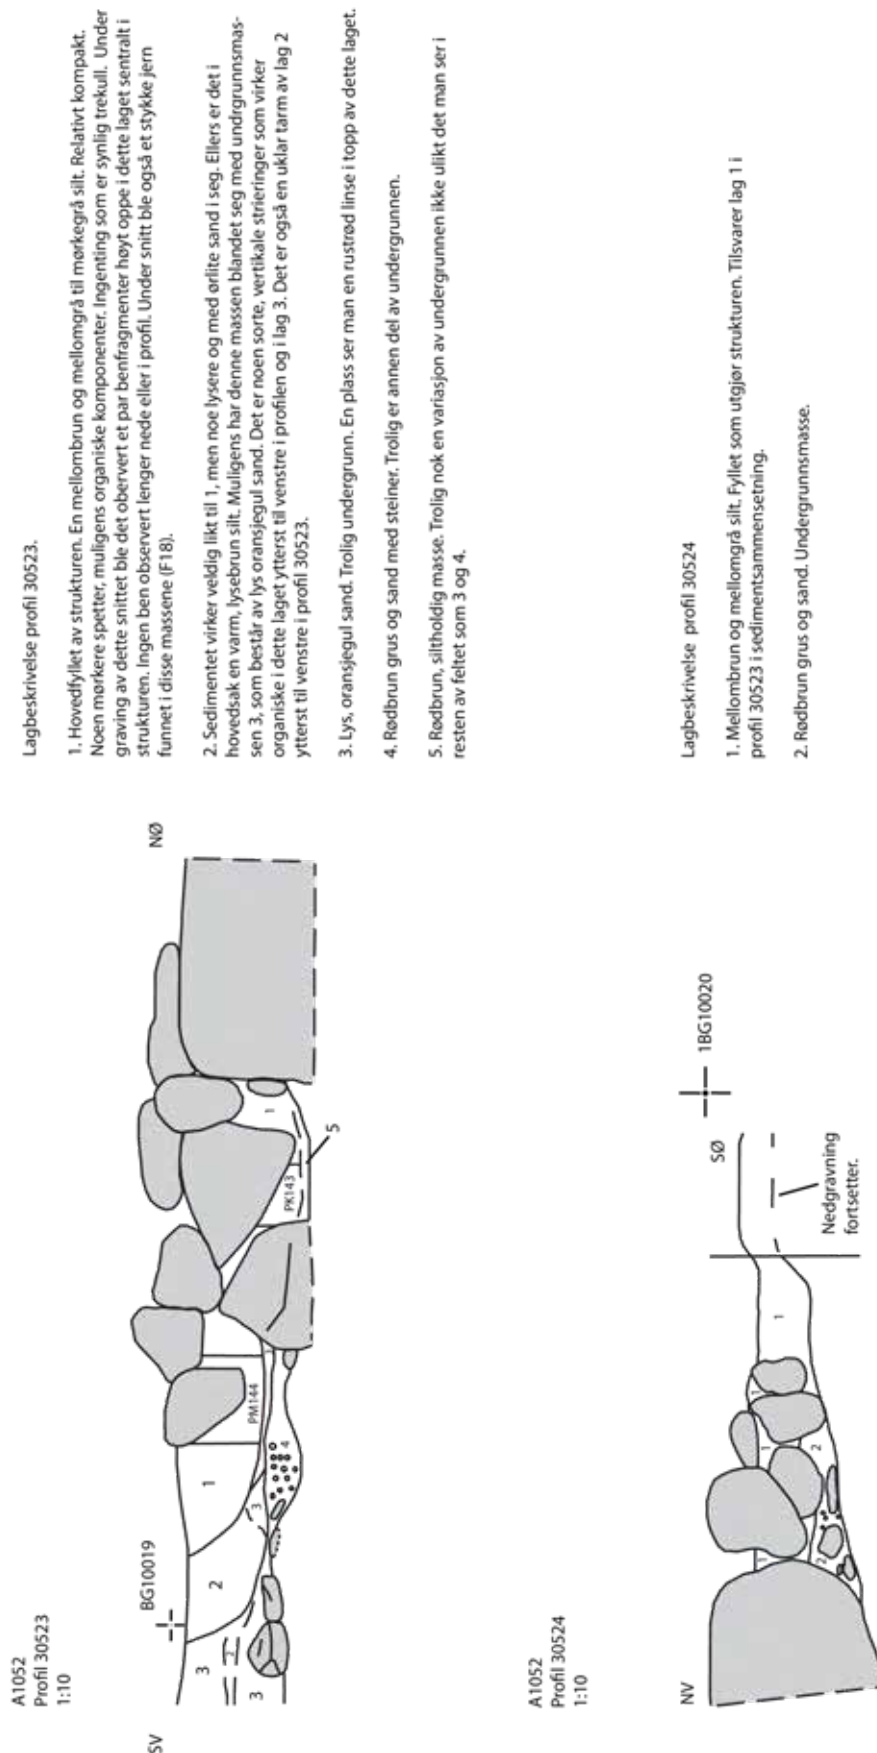 A1052
Profil 30523
1:10
SV
BG10019
NØ
3
2
1
PM144
2
3
3
4
1
PK143
1
5
Lagbeskrivelse profil 30523.
1. Hovedfyllet av strukturen. En mellombrun og mellomgrå til mørkegrå silt. Relativt kompakt.
Noen mørkere spetter, muligens organiske komponenter. Ingenting som er synlig trekull. Under
graving av dette snittet ble det obervert et par benfragmenter høyt oppe i dette laget sentralt i
strukturen. Ingen ben observert lenger nede eller i profil. Under snitt ble også et stykke jern
funnet i disse massene (F18).
2. Sedimentet virker veldig likt til 1, men noe lysere og med ørlite sand i seg. Ellers er det i
hovedsak en varm, lysebrun silt. Muligens har denne massen blandet seg med undrgrunnsmas-
sen 3, som består av lys oransjegul sand. Det er noen sorte, vertikale strieringer som virker
organiske i dette laget ytterst til venstre i profilen og i lag 3. Det er også en uklar tarm av lag 2
ytterst til venstre i profil 30523.
3. Lys, oransjegul sand. Trolig undergrunn. En plass ser man en rustrød linse i topp av dette laget.
4. Rødbrun grus og sand med steiner. Trolig er annen del av undergrunnen.
5. Rødbrun, siltholdig masse. Trolig nok en variasjon av undergrunnen ikke ulikt det man ser i
resten av feltet som 3 og 4.
A1052
Profil 30524
1:10
NV
SØ
1BG10020
1
1
1
1
2
2
Nedgravning
fortsetter.
Lagbeskrivelse profil 30524
1. Mellombrun og mellomgrå silt. Fyllet som utgjør strukturen. Tilsvarer lag 1 i
profil 30523 i sedimentsammensetning.
2. Rødbrun grus og sand. Undergrunnsmasse.